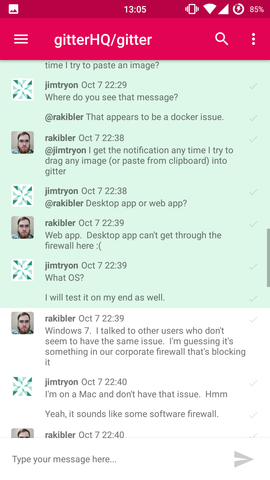 13:05
85%
gitterHQ/gitter
time I try to paste an image?
jimtryon Oct 7 22:29
Where do you see that message?
@rakibler That appears to be a docker issue.
rakibler Oct 7 22:38
@jimtryon I get the notification any time I try to
drag any image (or paste from clipboard) into
gitter
jimtryon Oct 7 22:38
@rakibler Desktop app or web app?
rakibler Oct 7 22:39
Web app.  Desktop app can't get through the
firewall here :(
jimtryon Oct 7 22:39
What OS?
I will test it on my end as well.
rakibler Oct 7 22:39
Windows 7.  I talked to other users who don't
seem to have the same issue.  I'm guessing it's
something in our corporate firewall that's blocking
it
jimtryon Oct 7 22:40
I'm on a Mac and don't have that issue.  Hmm
Yeah, it sounds like some software firewall.
rakibler Oct 7 22:40
Type your message here...